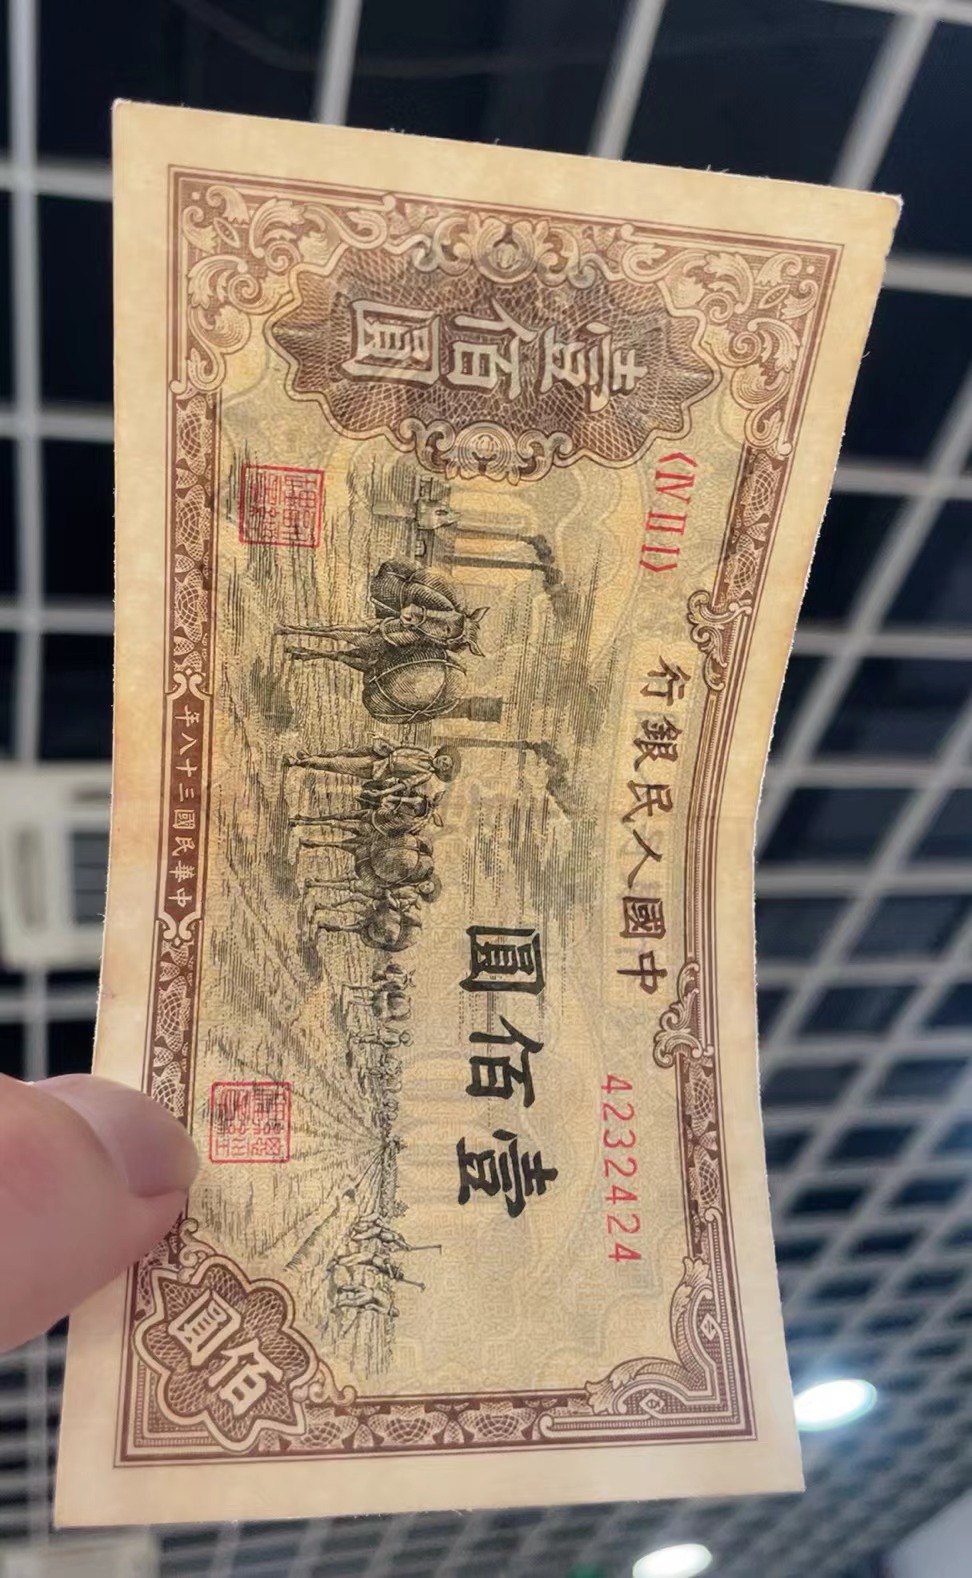 中國人民銀行
〈IV II I〉
4232424
壹佰圓
壹佰圓
佰圓
中華民國三十八年